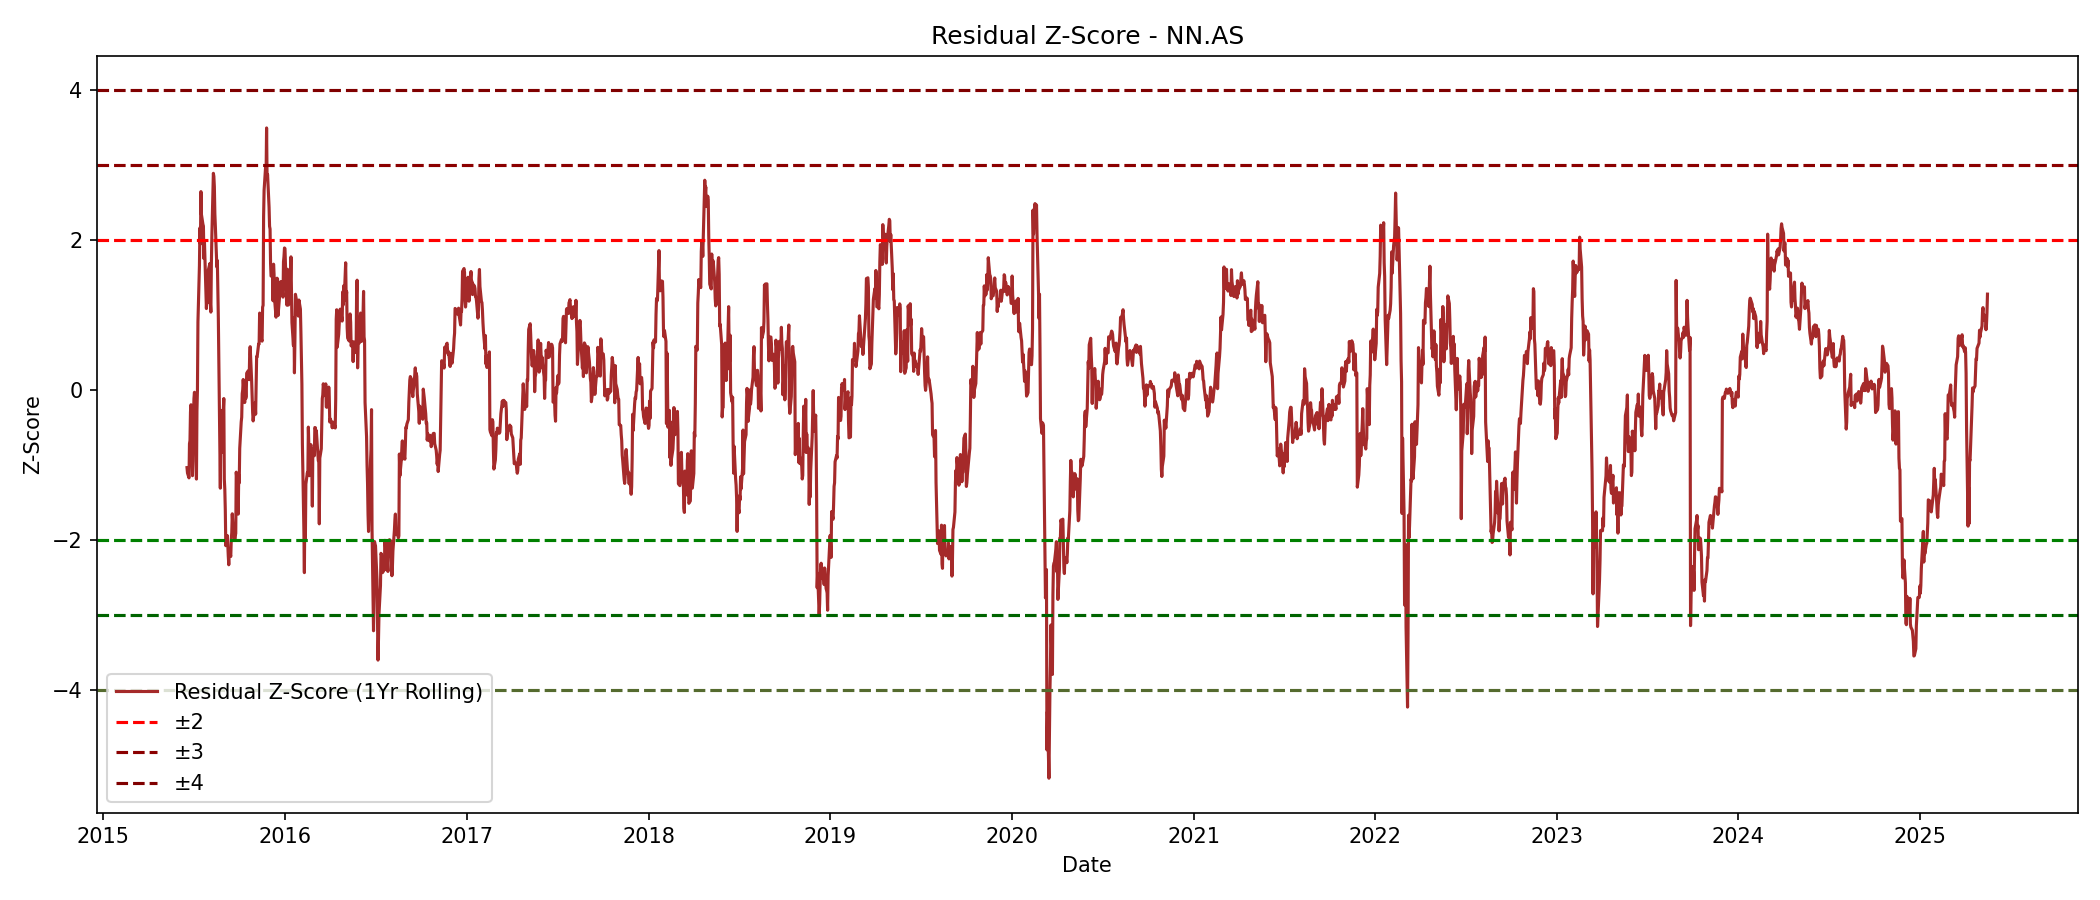 Residual Z-Score - NN.AS
Z-Score
4
2
0
−2
−4
Residual Z-Score (1Yr Rolling)
±2
±3
±4
2015 2016 2017 2018 2019 2020 2021 2022 2023 2024 2025
Date